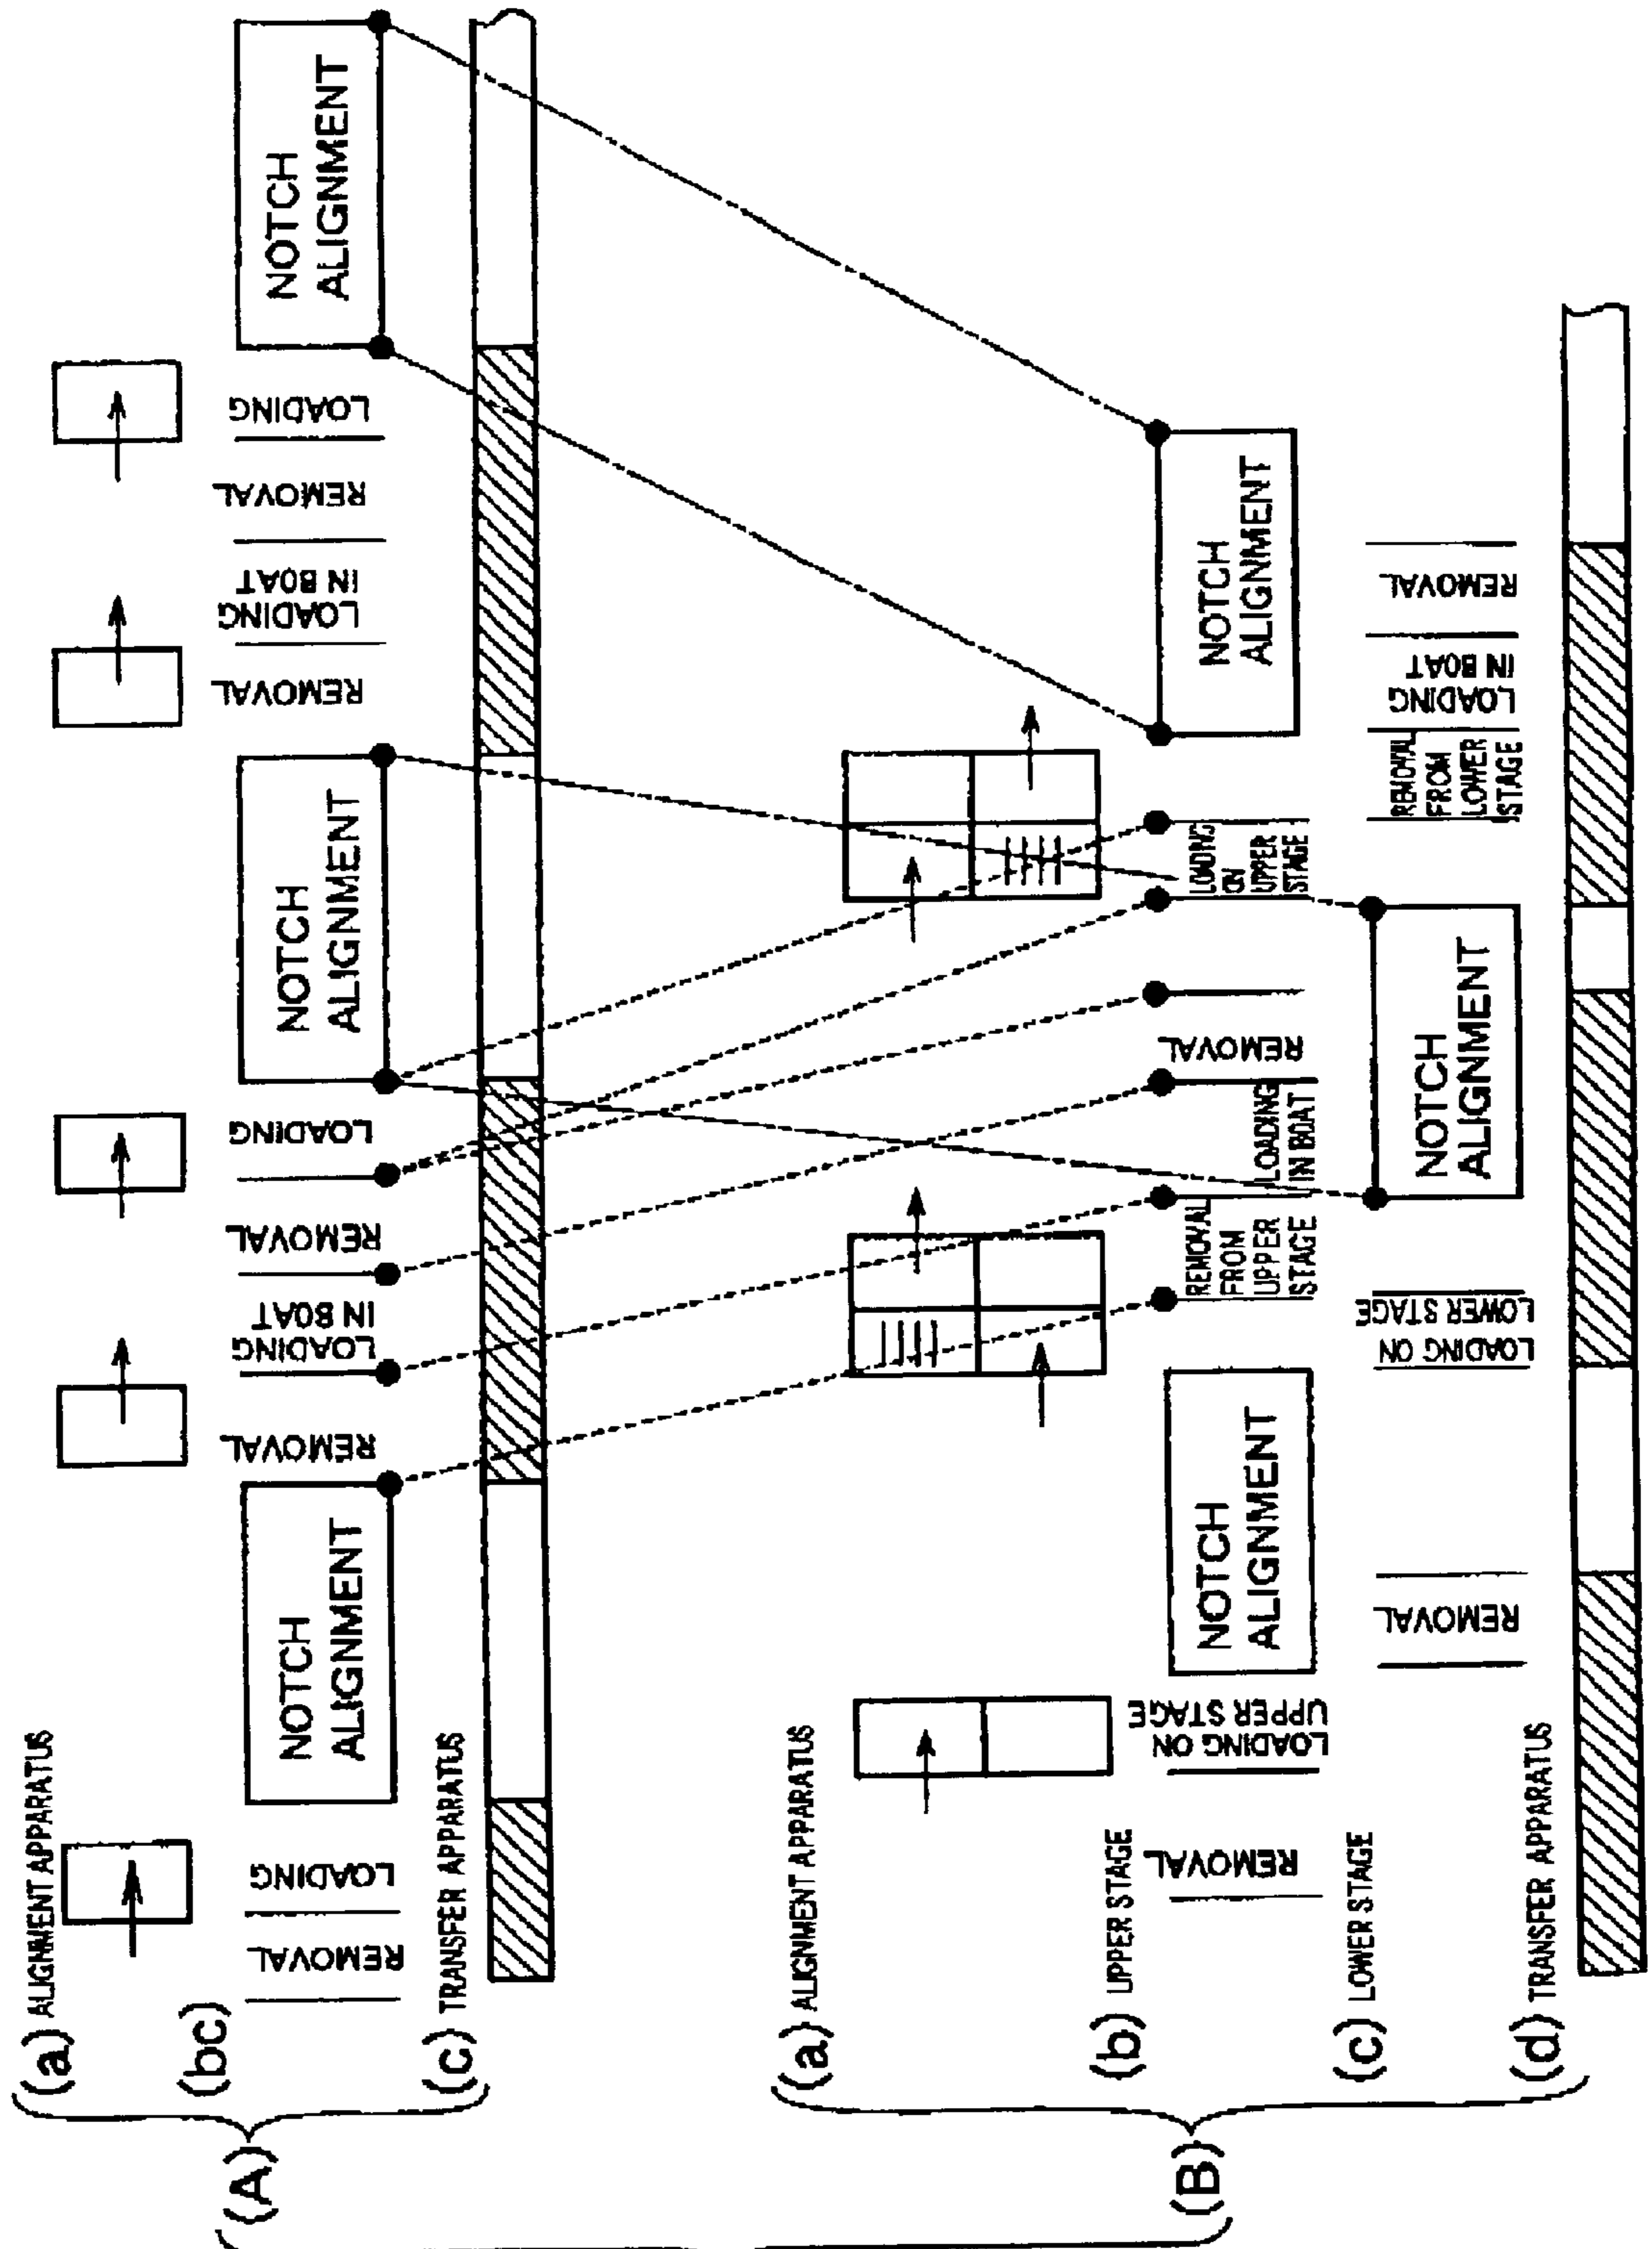 (A)
(a) ALIGNMENT APPARATUS
(bc)
REMOVAL
LOADING
NOTCH
ALIGNMENT
REMOVAL
LOADING
IN BOAT
REMOVAL
LOADING
NOTCH
ALIGNMENT
REMOVAL
LOADING
IN BOAT
REMOVAL
LOADING
NOTCH
ALIGNMENT
(c) TRANSFER APPARATUS
(B)
(a) ALIGNMENT APPARATUS
(b) UPPER STAGE
REMOVAL
LOADING ON
UPPER STAGE
NOTCH
ALIGNMENT
REMOVAL
FROM
UPPER
STAGE
LOADING
IN BOAT
REMOVAL
LOADING
ON
UPPER
STAGE
NOTCH
ALIGNMENT
(c) LOWER STAGE
REMOVAL
LOADING ON
LOWER STAGE
NOTCH
ALIGNMENT
REMOVAL
FROM
LOWER
STAGE
LOADING
IN BOAT
REMOVAL
(d) TRANSFER APPARATUS